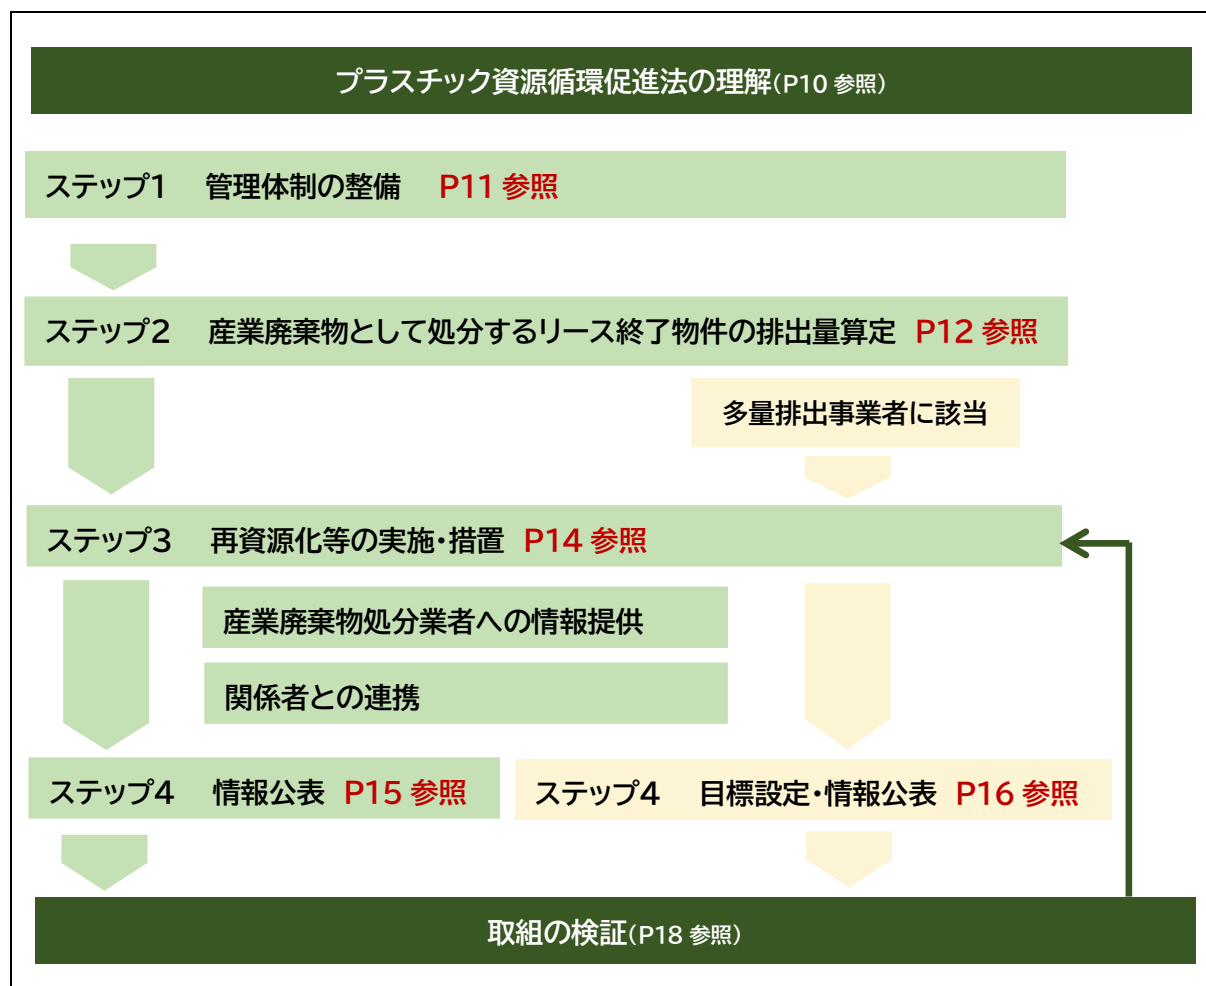 プラスチック資源循環促進法の理解(P10 参照)
ステップ1　管理体制の整備　P11 参照
ステップ2　産業廃棄物として処分するリース終了物件の排出量算定　P12 参照
多量排出事業者に該当
ステップ3　再資源化等の実施・措置　P14 参照
産業廃棄物処分業者への情報提供
関係者との連携
ステップ4　情報公表　P15 参照
ステップ4　目標設定・情報公表　P16 参照
取組の検証(P18 参照)